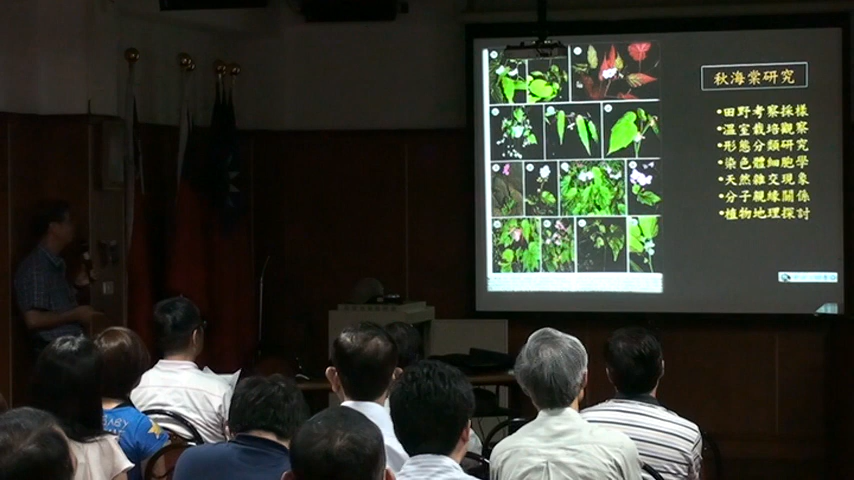 秋海棠研究
•田野考察採樣
•溫室栽培觀察
•形態分類研究
•染色體細胞學
•天然雜交現象
•分子親緣關係
•植物地理探討